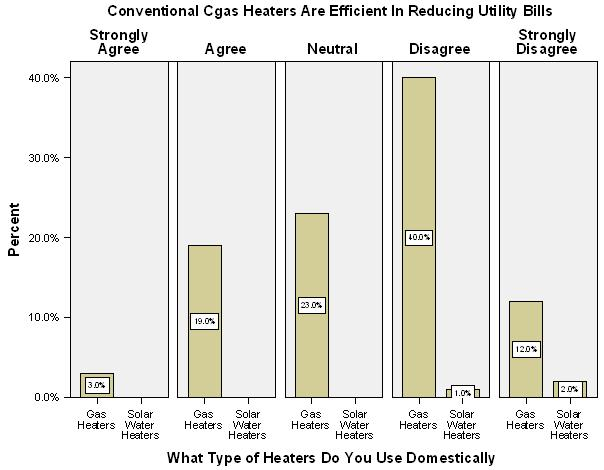 Conventional Cgas Heaters Are Efficient In Reducing Utility Bills
Strongly
Agree
Agree
Neutral
Disagree
Strongly
Disagree
Percent
40.0%
30.0%
20.0%
10.0%
0.0%
3.0%
19.0%
23.0%
40.0%
1.0%
12.0%
2.0%
Gas
Heaters
Solar
Water
Heaters
Gas
Heaters
Solar
Water
Heaters
Gas
Heaters
Solar
Water
Heaters
Gas
Heaters
Solar
Water
Heaters
Gas
Heaters
Solar
Water
Heaters
What Type of Heaters Do You Use Domestically